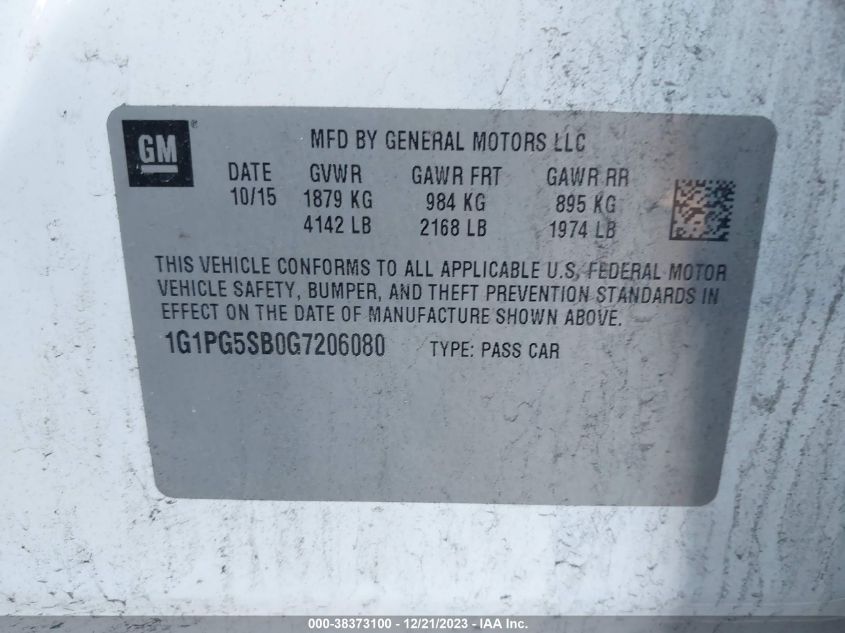 GM ® MFD BY GENERAL MOTORS LLC
DATE GVWR GAWR FRT GAWR RR
10/15 1879 KG 984 KG 895 KG
4142 LB 2168 LB 1974 LB
THIS VEHICLE CONFORMS TO ALL APPLICABLE U.S. FEDERAL MOTOR
VEHICLE SAFETY, BUMPER, AND THEFT PREVENTION STANDARDS IN
EFFECT ON THE DATE OF MANUFACTURE SHOWN ABOVE.
1G1PG5SB0G7206080 TYPE: PASS CAR
000-38373100 - 12/21/2023 - IAA Inc.